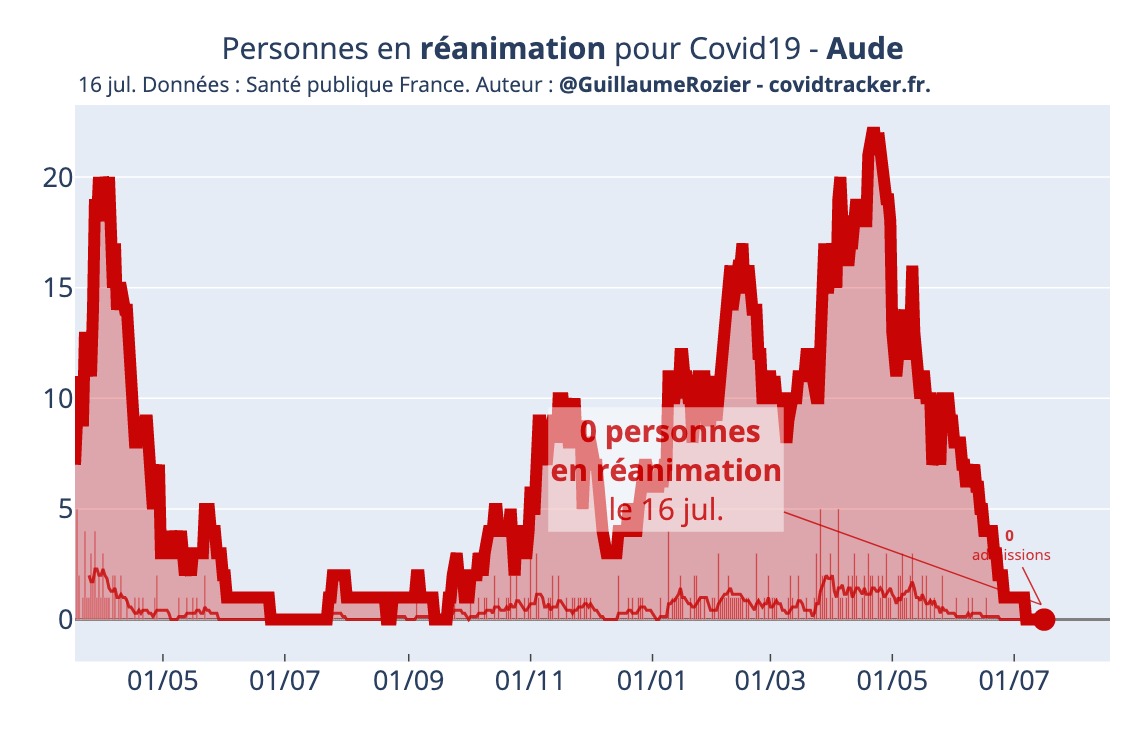 Personnes en réanimation pour Covid19 - Aude
16 jul. Données : Santé publique France. Auteur : @GuillaumeRozier - covidtracker.fr.
20
15
10
5
0
0 personnes
en réanimation
le 16 jul.
0
admissions
01/05 01/07 01/09 01/11 01/01 01/03 01/05 01/07